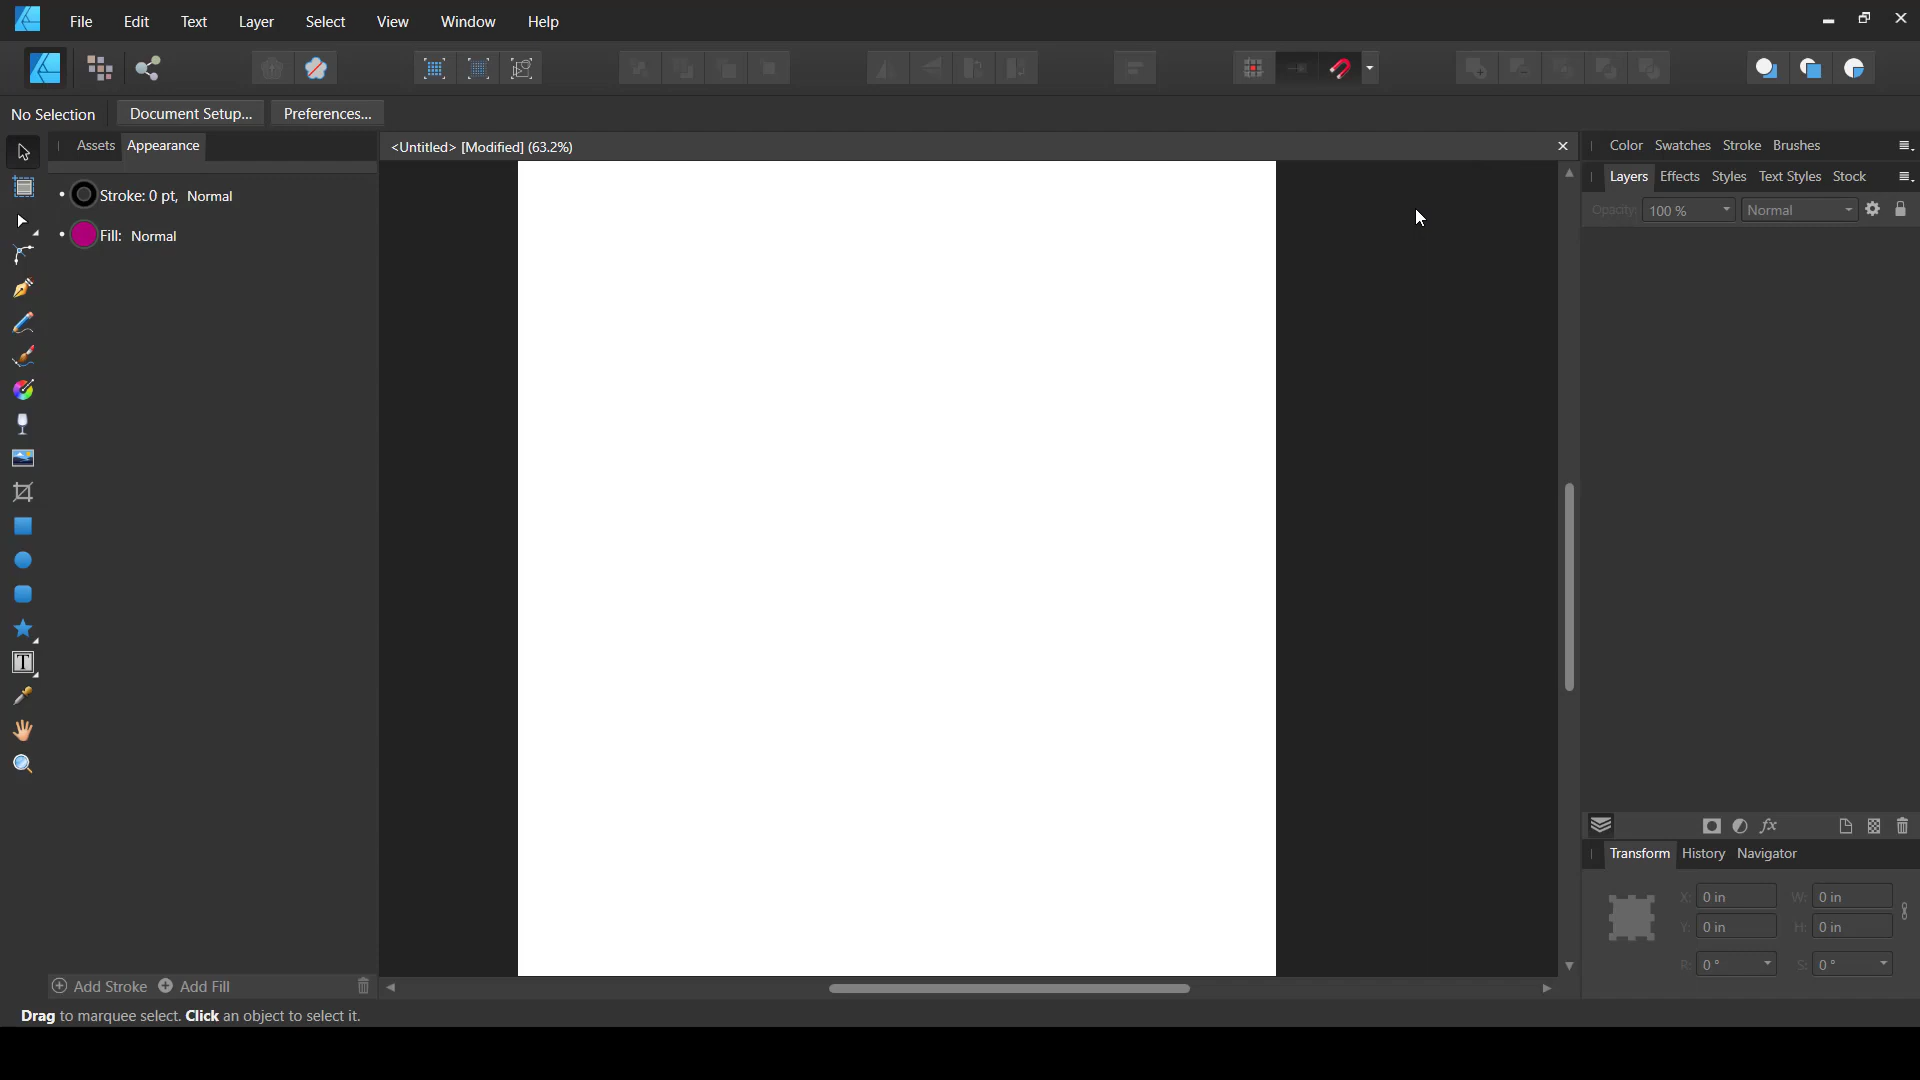 File Edit Text Layer Select View Window Help
No Selection Document Setup... Preferences...
Assets Appearance
<Untitled> [Modified] (63.2%)
Color Swatches Stroke Brushes
Layers Effects Styles Text Styles Stock
Opacity: 100 % Normal
Stroke: 0 pt, Normal
Fill: Normal
T
fx
Transform History Navigator
X: 0 in W: 0 in
Y: 0 in H: 0 in
R: 0 ° S: 0 °
Add Stroke Add Fill
Drag to marquee select. Click an object to select it.